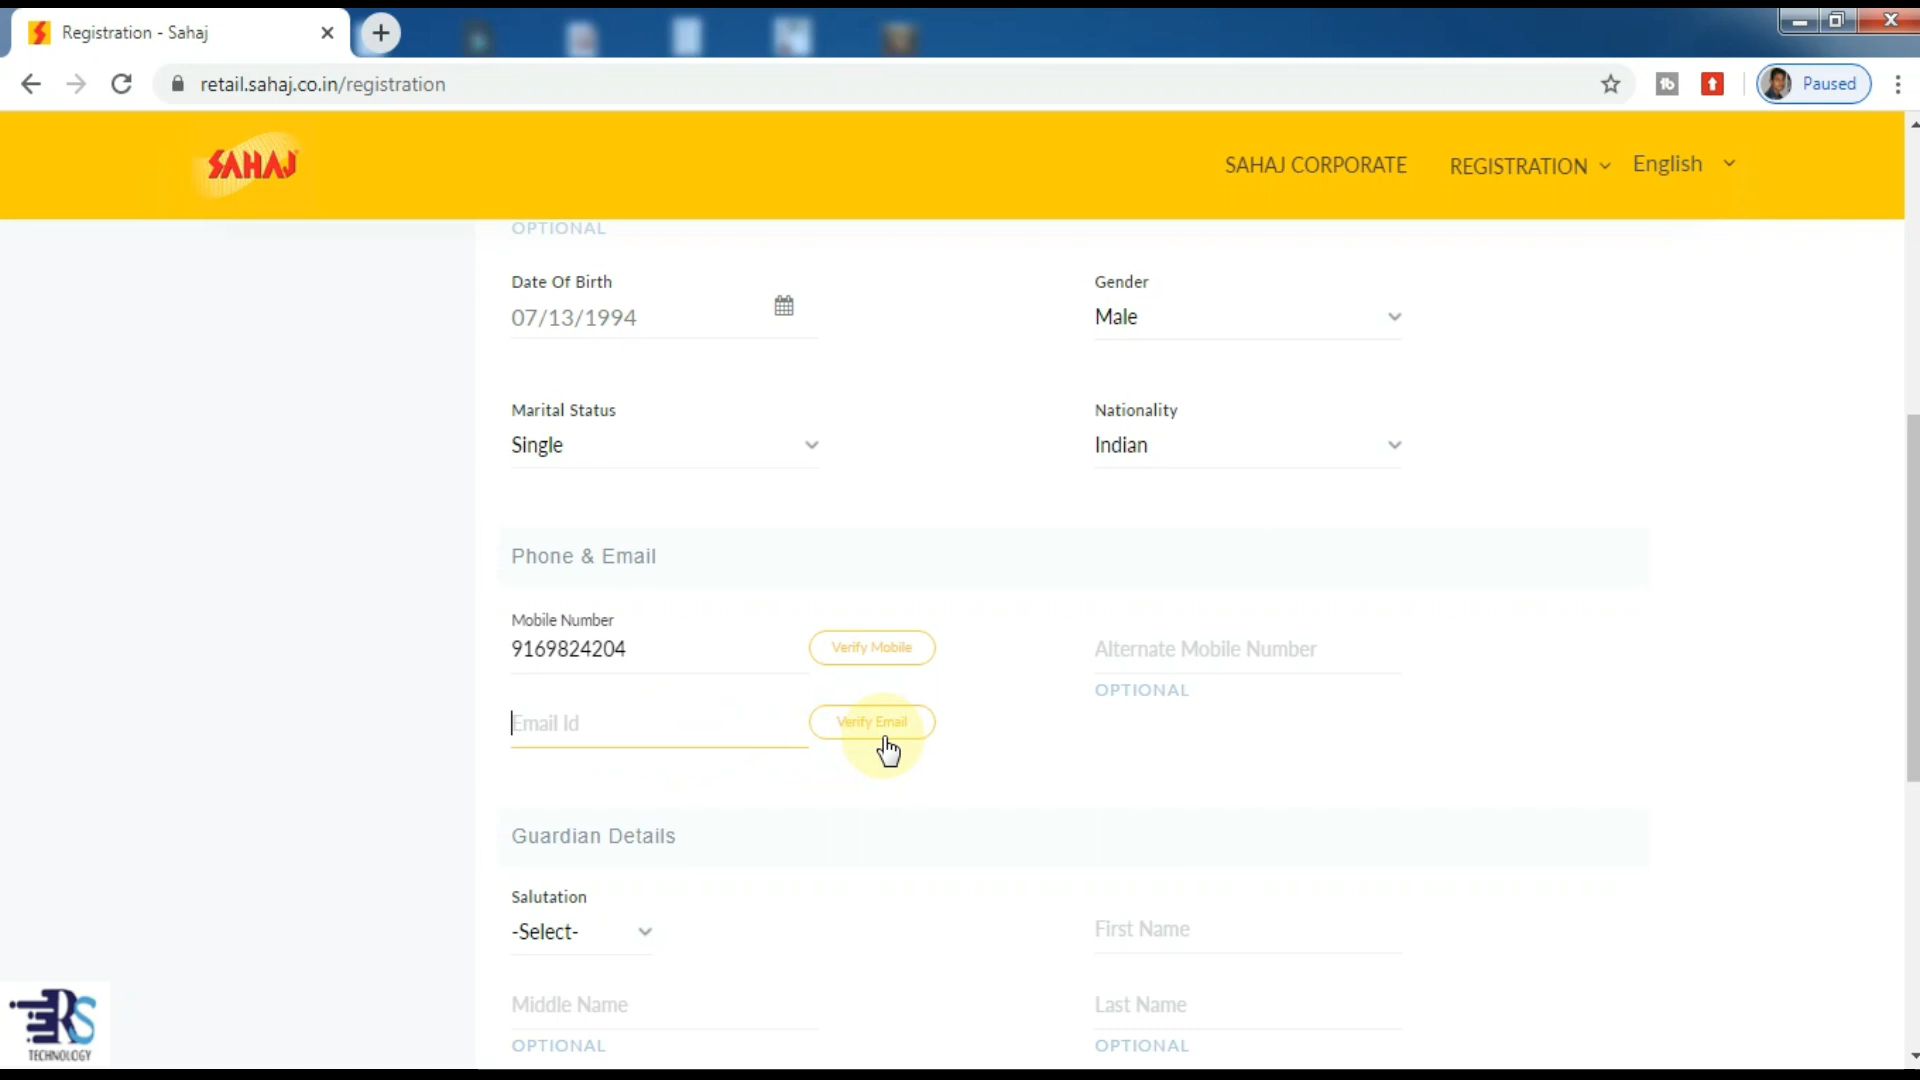 Registration - Sahaj
retail.sahaj.co.in/registration
Paused
SAHAJ
SAHAJ CORPORATE
REGISTRATION
English
OPTIONAL
Date Of Birth
07/13/1994
Gender
Male
Marital Status
Single
Nationality
Indian
Phone & Email
Mobile Number
9169824204
Verify Mobile
Alternate Mobile Number
OPTIONAL
Email Id
Verify Email
Guardian Details
Salutation
-Select-
First Name
Middle Name
OPTIONAL
Last Name
OPTIONAL
RS
TECHNOLOGY